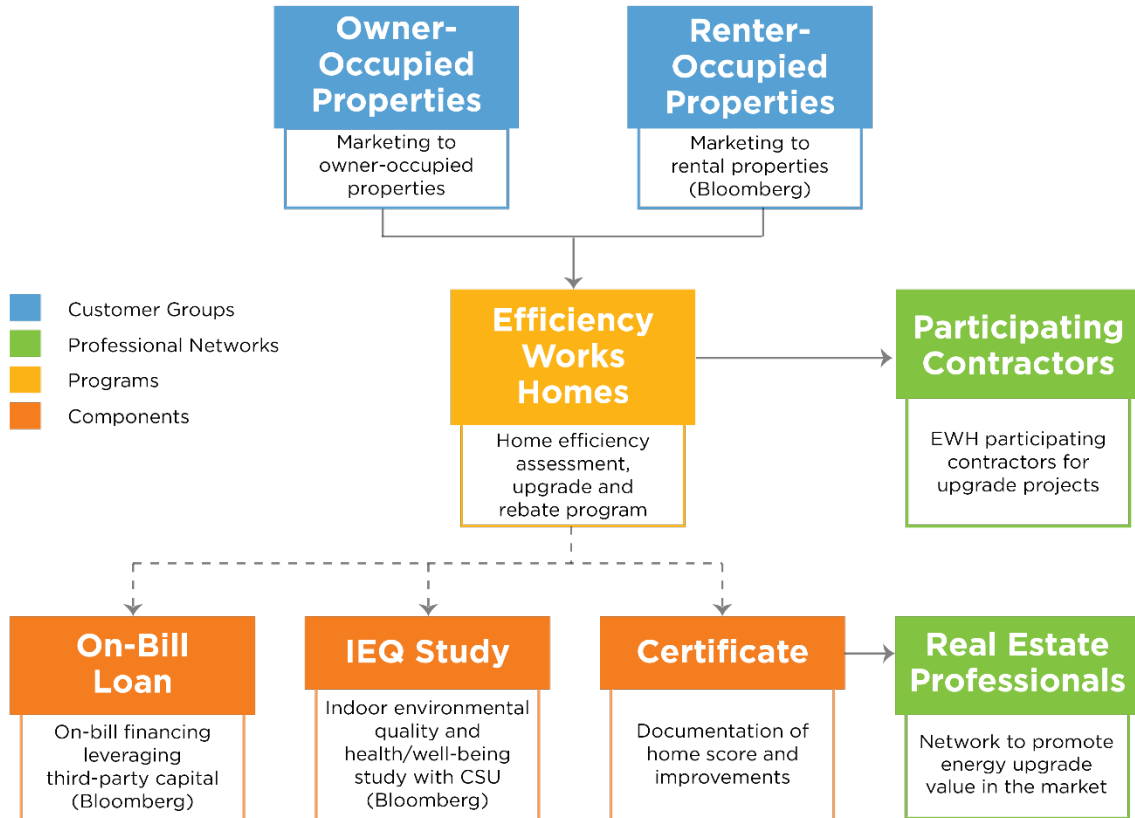 Owner-
Occupied
Properties
Marketing to
owner-occupied
properties
Renter-
Occupied
Properties
Marketing to
rental properties
(Bloomberg)
Customer Groups
Professional Networks
Programs
Components
Efficiency
Works
Homes
Home efficiency
assessment,
upgrade and
rebate program
Participating
Contractors
EWH participating
contractors for
upgrade projects
On-Bill
Loan
On-bill financing
leveraging
third-party capital
(Bloomberg)
IEQ Study
Indoor environmental
quality and
health/well-being
study with CSU
(Bloomberg)
Certificate
Documentation of
home score and
improvements
Real Estate
Professionals
Network to promote
energy upgrade
value in the market